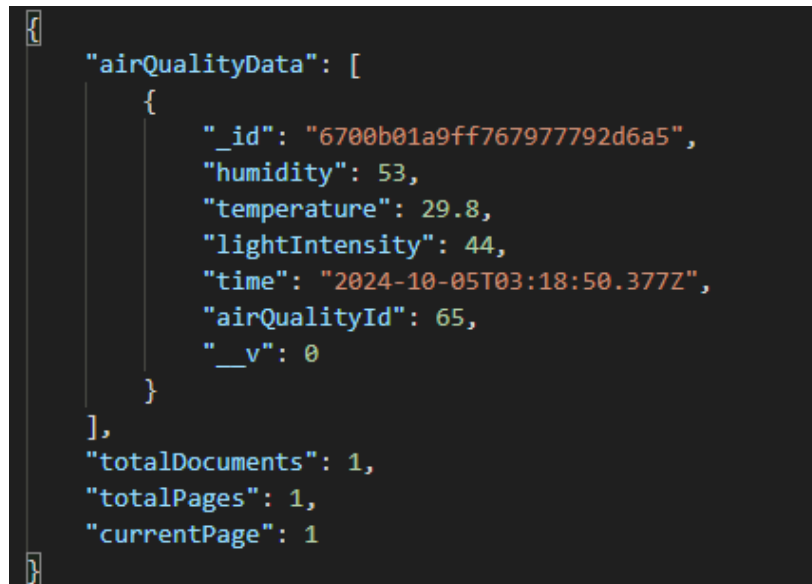 {
    "airQualityData": [
        {
            "_id": "6700b01a9ff767977792d6a5",
            "humidity": 53,
            "temperature": 29.8,
            "lightIntensity": 44,
            "time": "2024-10-05T03:18:50.377Z",
            "airQualityId": 65,
            "__v": 0
        }
    ],
    "totalDocuments": 1,
    "totalPages": 1,
    "currentPage": 1
}